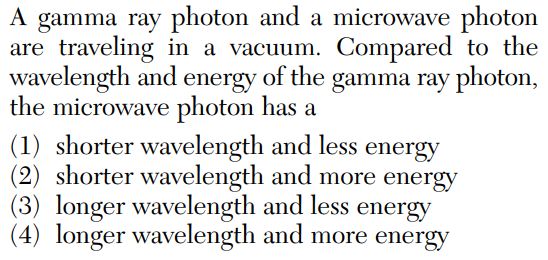 A gamma ray photon and a microwave photon
are traveling in a vacuum. Compared to the
wavelength and energy of the gamma ray photon,
the microwave photon has a
(1) shorter wavelength and less energy
(2) shorter wavelength and more energy
(3) longer wavelength and less energy
(4) longer wavelength and more energy